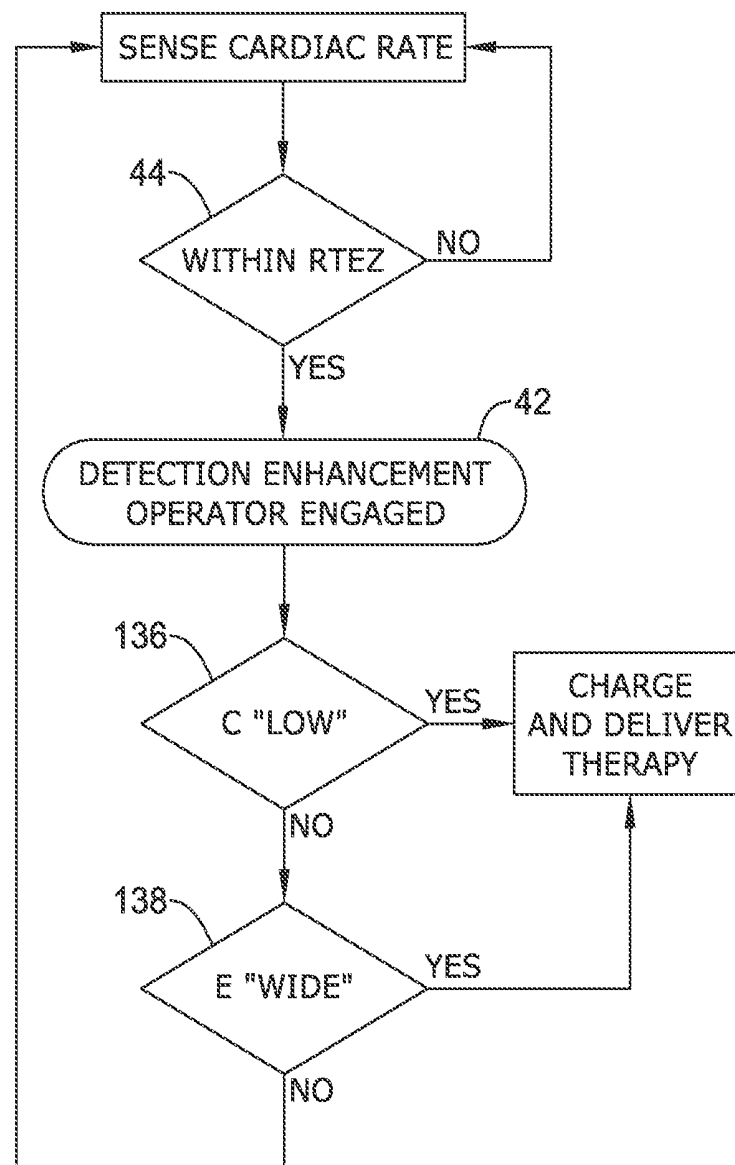 SENSE CARDIAC RATE
44
WITHIN RTEZ
NO
YES
42
DETECTION ENHANCEMENT
OPERATOR ENGAGED
136
C "LOW"
YES
CHARGE
AND DELIVER
THERAPY
NO
138
E "WIDE"
YES
NO